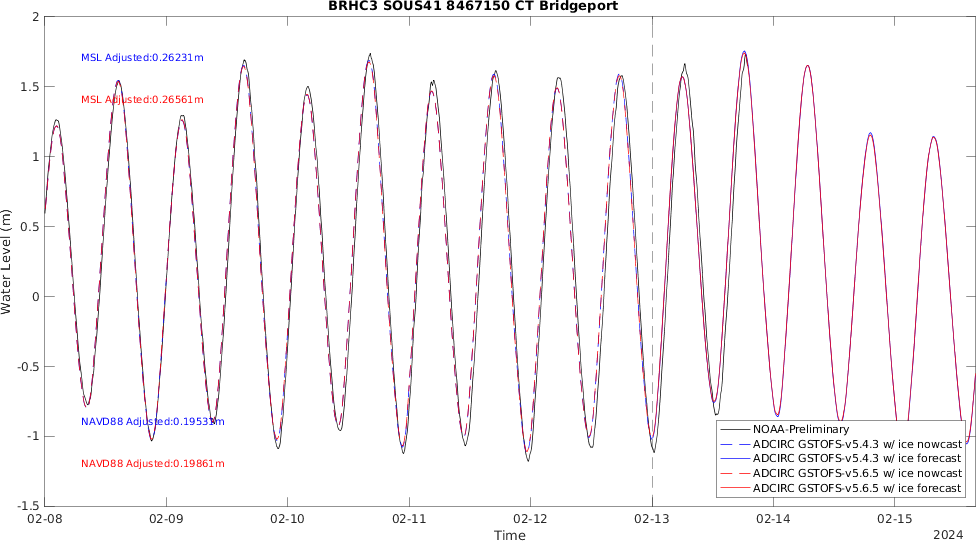 BRHC3 SOUS41 8467150 CT Bridgeport
2
MSL Adjusted:0.26231m
1.5
MSL Adjusted:0.26561m
1
0.5
Water Level (m)
0
-0.5
NAVD88 Adjusted:0.19531m
-1
NAVD88 Adjusted:0.19861m
-1.5
NOAA-Preliminary
ADCIRC GSTOFS-v5.4.3 w/ ice nowcast
ADCIRC GSTOFS-v5.4.3 w/ ice forecast
ADCIRC GSTOFS-v5.6.5 w/ ice nowcast
ADCIRC GSTOFS-v5.6.5 w/ ice forecast
02-08 02-09 02-10 02-11 02-12 02-13 02-14 02-15
Time
2024